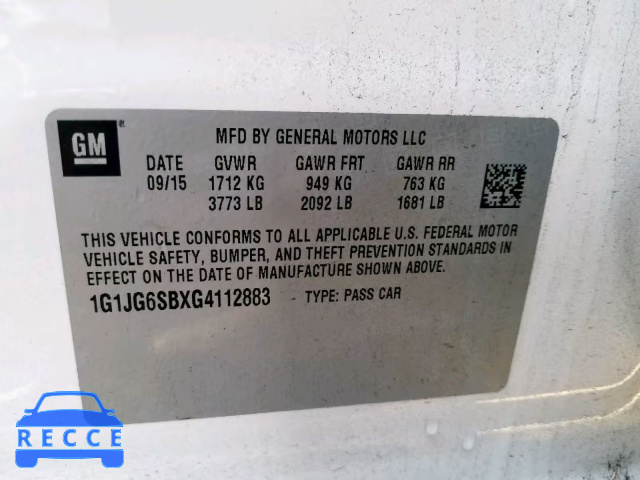 GM ®
MFD BY GENERAL MOTORS LLC
DATE GVWR GAWR FRT GAWR RR
09/15 1712 KG 949 KG 763 KG
3773 LB 2092 LB 1681 LB
THIS VEHICLE CONFORMS TO ALL APPLICABLE U.S. FEDERAL MOTOR
VEHICLE SAFETY, BUMPER, AND THEFT PREVENTION STANDARDS IN
EFFECT ON THE DATE OF MANUFACTURE SHOWN ABOVE.
1G1JG6SBXG4112883 TYPE: PASS CAR
RECCE